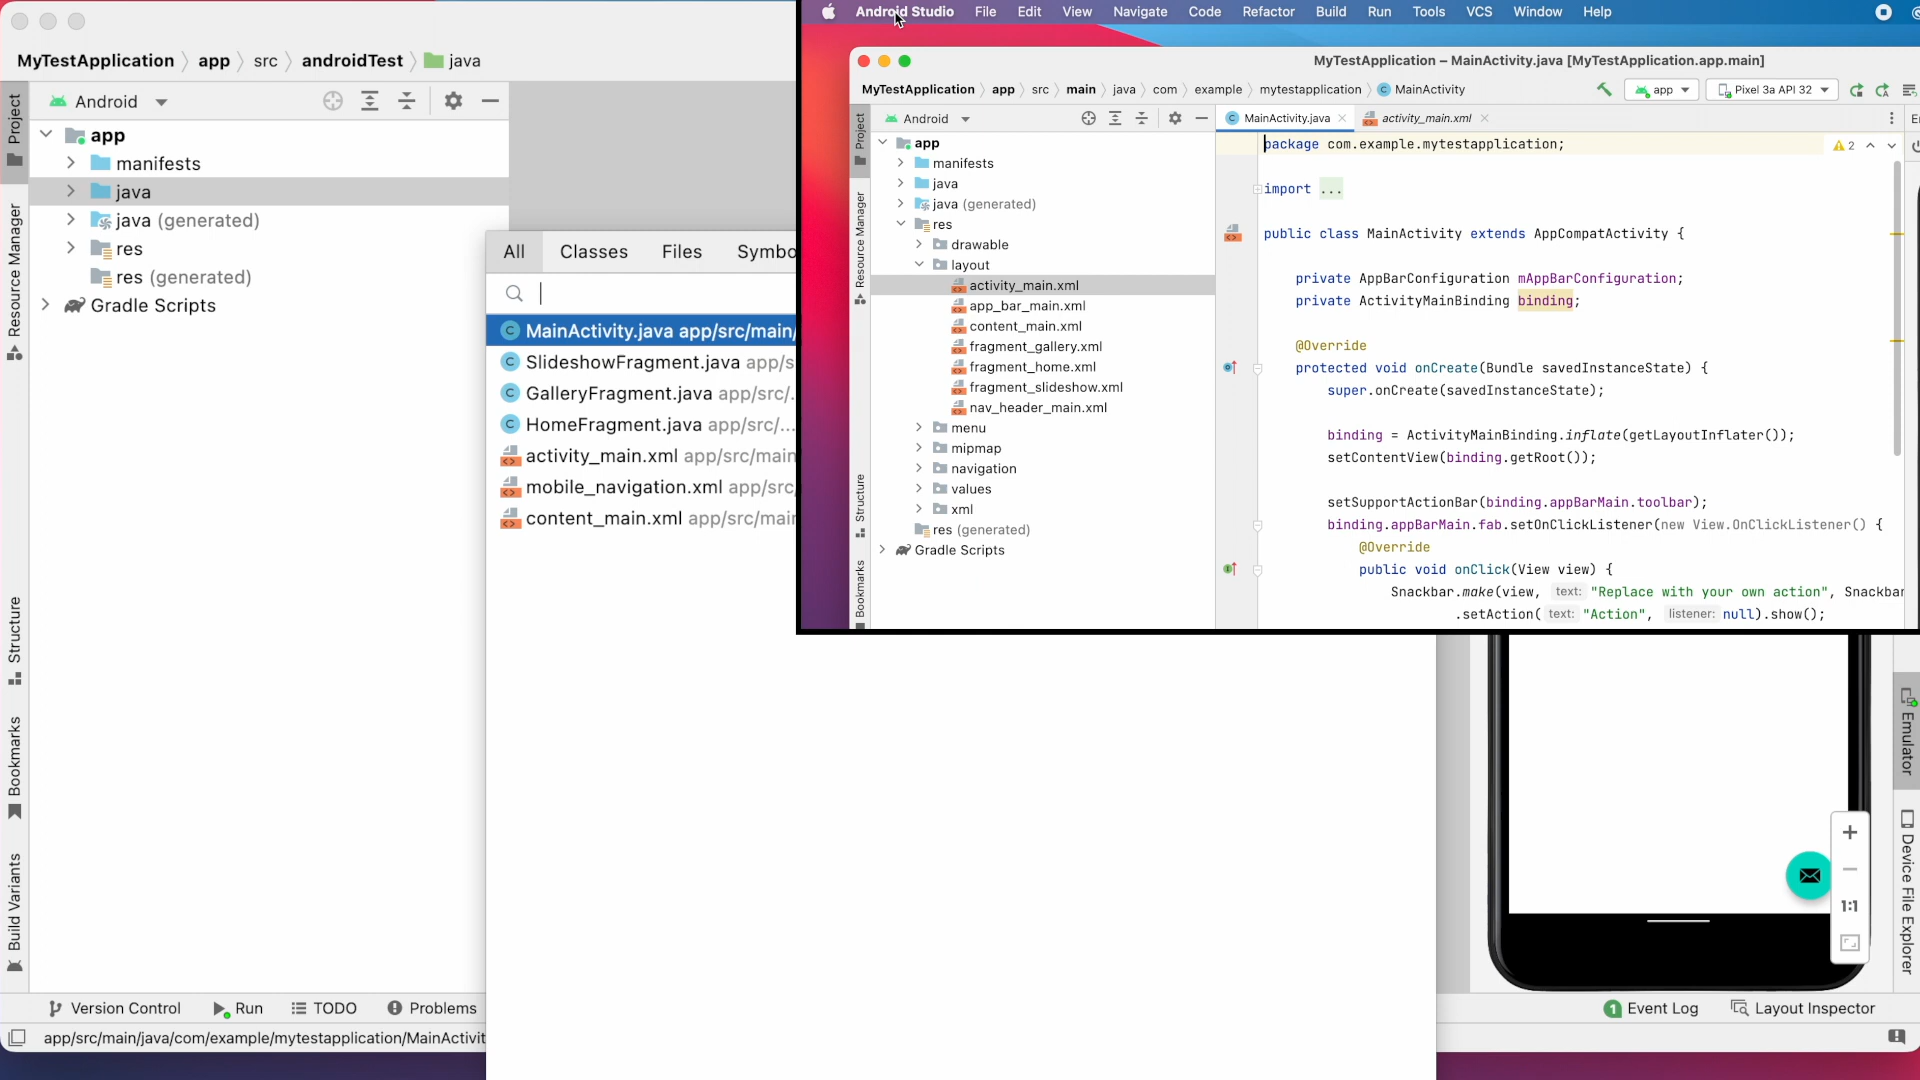 MyTestApplication app src androidTest java
Android
Project
app
manifests
java
java (generated)
res
res (generated)
Gradle Scripts
Resource Manager
Structure
Bookmarks
Build Variants
All Classes Files Symbo
MainActivity.java app/src/main/
SlideshowFragment.java app/s
GalleryFragment.java app/src/.
HomeFragment.java app/src/...
activity_main.xml app/src/main
mobile_navigation.xml app/src/
content_main.xml app/src/main
Android Studio File Edit View Navigate Code Refactor Build Run Tools VCS Window Help
MyTestApplication – MainActivity.java [MyTestApplication.app.main]
MyTestApplication app src main java com example mytestapplication MainActivity
app Pixel 3a API 32
Project
Android
MainActivity.java activity_main.xml
app
manifests
java
java (generated)
res
drawable
layout
activity_main.xml
app_bar_main.xml
content_main.xml
fragment_gallery.xml
fragment_home.xml
fragment_slideshow.xml
nav_header_main.xml
menu
mipmap
navigation
values
xml
res (generated)
Gradle Scripts
Resource Manager
Structure
Bookmarks
package com.example.mytestapplication;
2
import ...
public class MainActivity extends AppCompatActivity {
private AppBarConfiguration mAppBarConfiguration;
private ActivityMainBinding binding;
@Override
protected void onCreate(Bundle savedInstanceState) {
super.onCreate(savedInstanceState);
binding = ActivityMainBinding.inflate(getLayoutInflater());
setContentView(binding.getRoot());
setSupportActionBar(binding.appBarMain.toolbar);
binding.appBarMain.fab.setOnClickListener(new View.OnClickListener() {
@Override
public void onClick(View view) {
Snackbar.make(view, text: "Replace with your own action", Snackbar
.setAction( text: "Action", listener: null).show();
Emulator
Device File Explorer
1:1
Version Control Run TODO Problems
1 Event Log Layout Inspector
app/src/main/java/com/example/mytestapplication/MainActivit